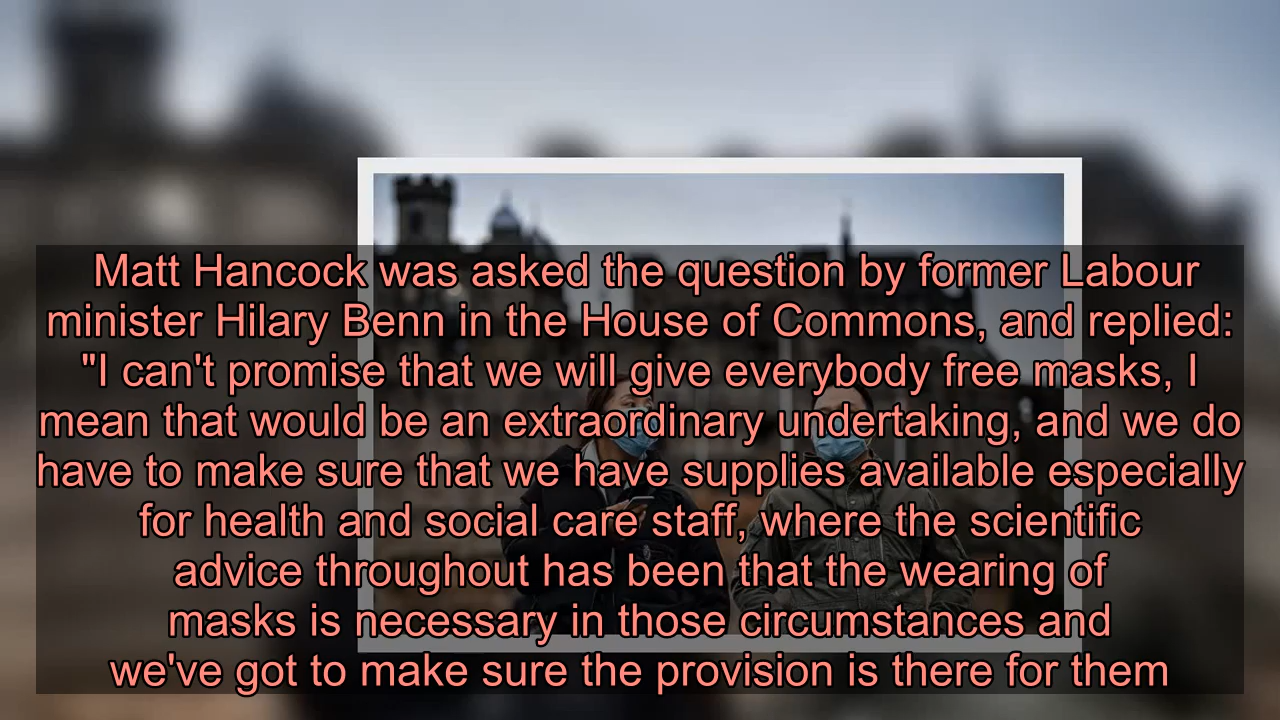 Matt Hancock was asked the question by former Labour
minister Hilary Benn in the House of Commons, and replied:
"I can't promise that we will give everybody free masks, I
mean that would be an extraordinary undertaking, and we do
have to make sure that we have supplies available especially
for health and social care staff, where the scientific
advice throughout has been that the wearing of
masks is necessary in those circumstances and
we've got to make sure the provision is there for them